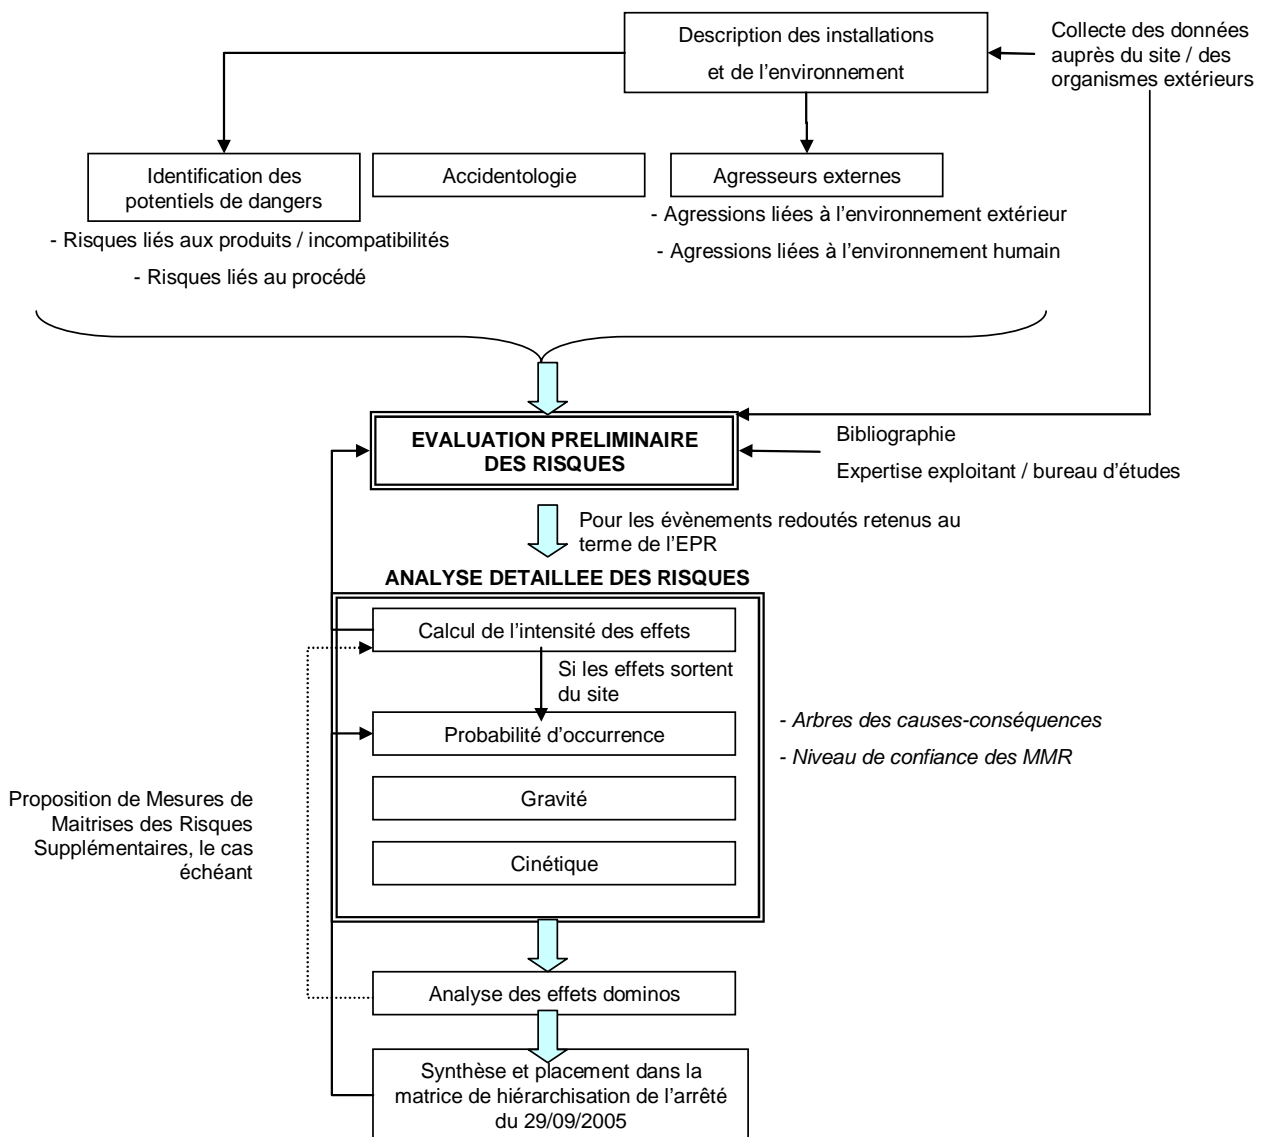 Description des installations
et de l'environnement
Collecte des données
auprès du site / des
organismes extérieurs
Identification des
potentiels de dangers
Accidentologie
Agresseurs externes
- Risques liés aux produits / incompatibilités
- Risques liés au procédé
- Agressions liées à l'environnement extérieur
- Agressions liées à l'environnement humain
EVALUATION PRELIMINAIRE
DES RISQUES
Bibliographie
Expertise exploitant / bureau d'études
Pour les évènements redoutés retenus au
terme de l'EPR
ANALYSE DETAILLEE DES RISQUES
Calcul de l'intensité des effets
Si les effets sortent
du site
Probabilité d'occurrence
- Arbres des causes-conséquences
- Niveau de confiance des MMR
Gravité
Cinétique
Proposition de Mesures de
Maitrises des Risques
Supplémentaires, le cas
échéant
Analyse des effets dominos
Synthèse et placement dans la
matrice de hiérarchisation de l'arrêté
du 29/09/2005